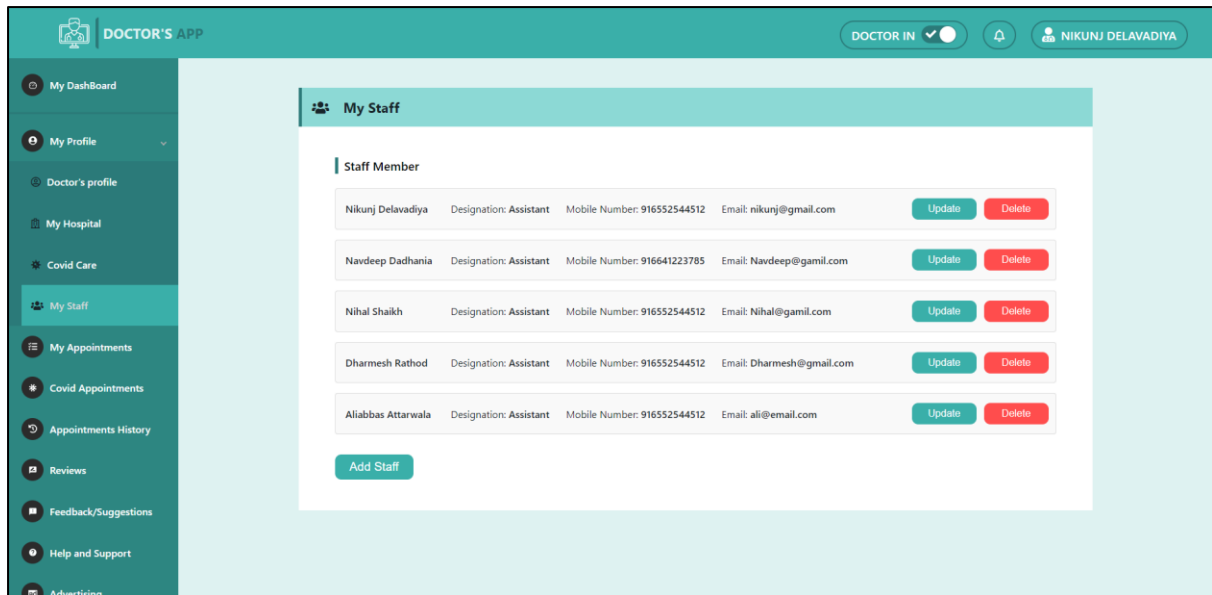 DOCTOR'S APP
DOCTOR IN
NIKUNJ DELAVADIYA
My DashBoard
My Profile
Doctor's profile
My Hospital
Covid Care
My Staff
My Appointments
Covid Appointments
Appointments History
Reviews
Feedback/Suggestions
Help and Support
Advertising
My Staff
Staff Member
Nikunj Delavadiya Designation: Assistant Mobile Number: 916552544512 Email: nikunj@gmail.com Update Delete
Navdeep Dadhania Designation: Assistant Mobile Number: 916641223785 Email: Navdeep@gamil.com Update Delete
Nihal Shaikh Designation: Assistant Mobile Number: 916552544512 Email: Nihal@gamil.com Update Delete
Dharmesh Rathod Designation: Assistant Mobile Number: 916552544512 Email: Dharmesh@gmail.com Update Delete
Aliabbas Attarwala Designation: Assistant Mobile Number: 916552544512 Email: ali@email.com Update Delete
Add Staff